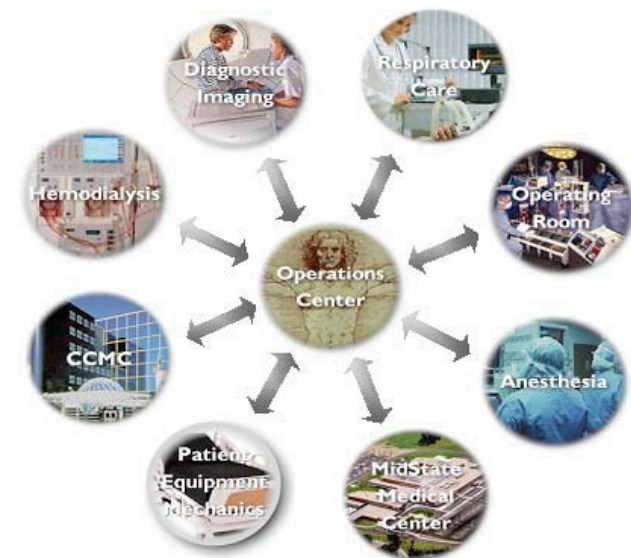 Diagnostic
Imaging
Respiratory
Care
Hemodialysis
Operating
Room
Operations
Center
CCMC
Anesthesia
Patient
Equipment
Mechanics
MidState
Medical
Center